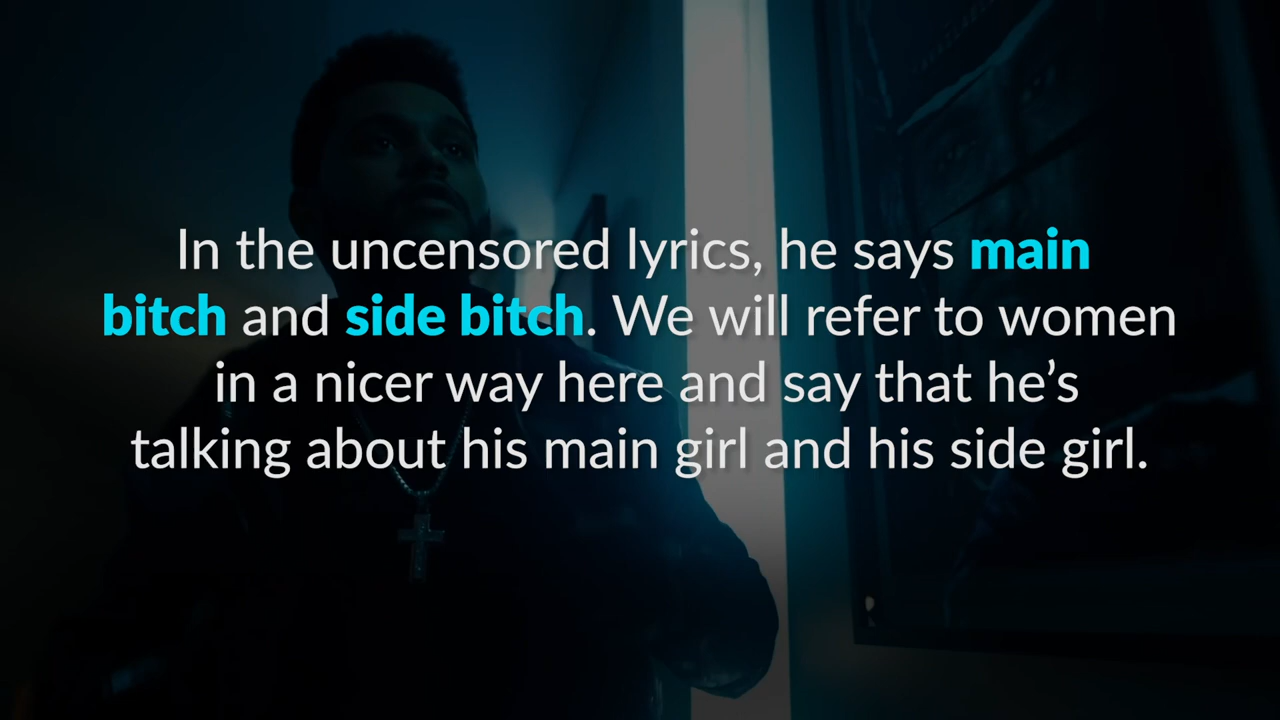 In the uncensored lyrics, he says main
bitch and side bitch. We will refer to women
in a nicer way here and say that he’s
talking about his main girl and his side girl.